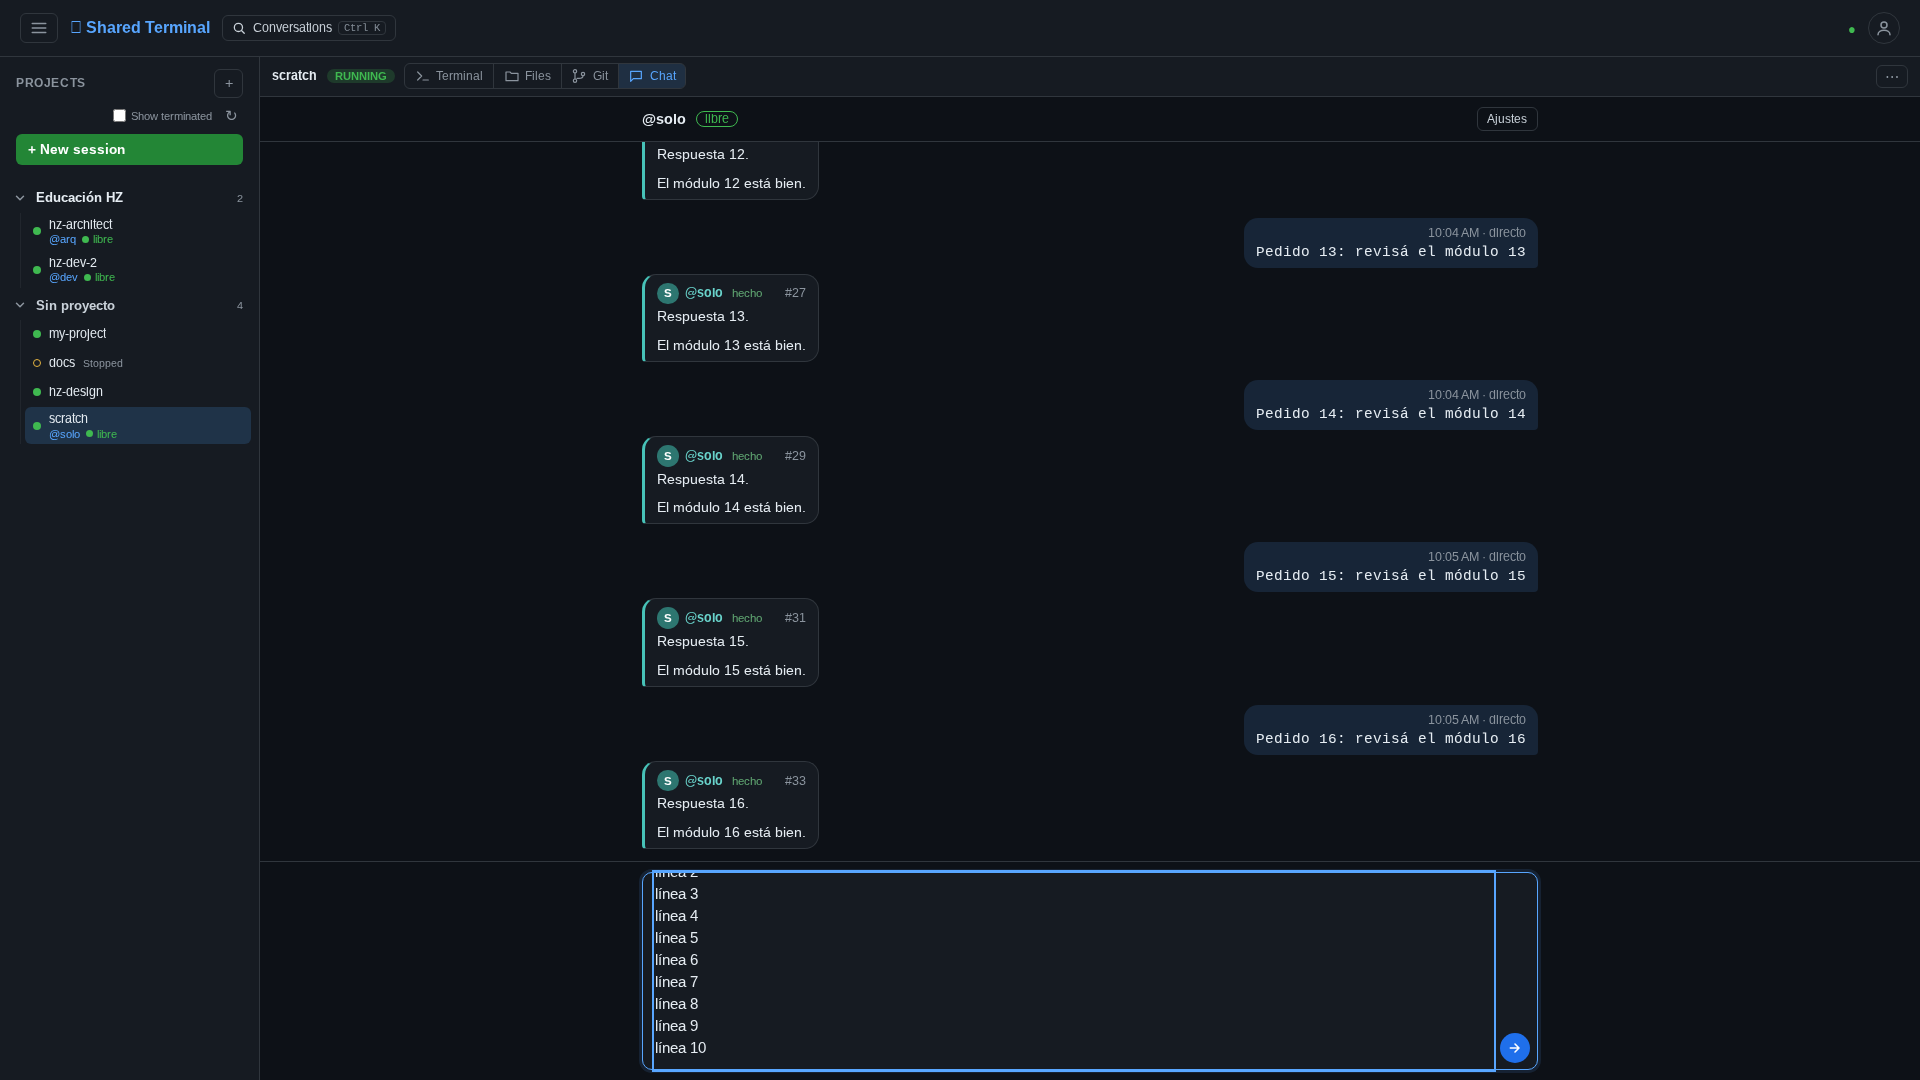 Shared Terminal
Conversations Ctrl K
PROJECTS
+
Show terminated
+ New session
Educación HZ 2
hz-architect
@arq libre
hz-dev-2
@dev libre
Sin proyecto 4
my-project
docs Stopped
hz-design
scratch
@solo libre
scratch RUNNING Terminal Files Git Chat
@solo libre Ajustes
Respuesta 12.
El módulo 12 está bien.
10:04 AM · directo
Pedido 13: revisá el módulo 13
S @solo hecho #27
Respuesta 13.
El módulo 13 está bien.
10:04 AM · directo
Pedido 14: revisá el módulo 14
S @solo hecho #29
Respuesta 14.
El módulo 14 está bien.
10:05 AM · directo
Pedido 15: revisá el módulo 15
S @solo hecho #31
Respuesta 15.
El módulo 15 está bien.
10:05 AM · directo
Pedido 16: revisá el módulo 16
S @solo hecho #33
Respuesta 16.
El módulo 16 está bien.
línea 2
línea 3
línea 4
línea 5
línea 6
línea 7
línea 8
línea 9
línea 10